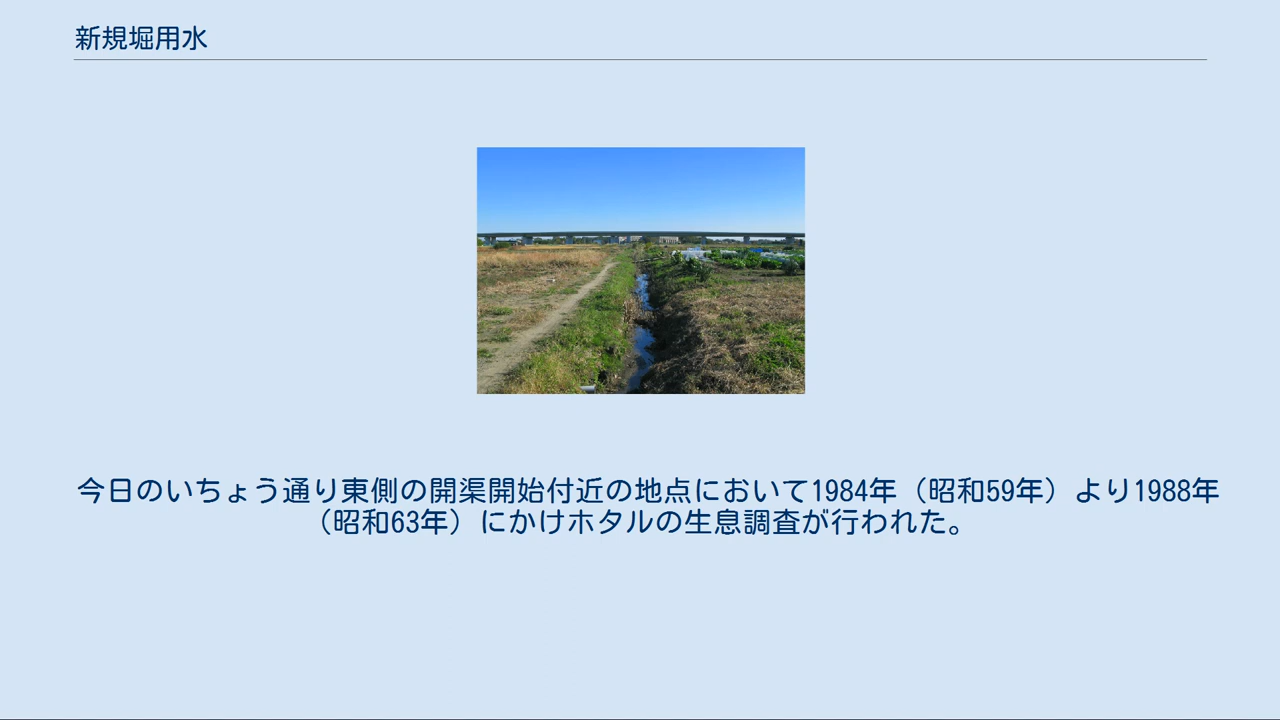 新規堀用水
今日のいちょう通り東側の開渠開始付近の地点において1984年（昭和59年）より1988年
（昭和63年）にかけホタルの生息調査が行われた。